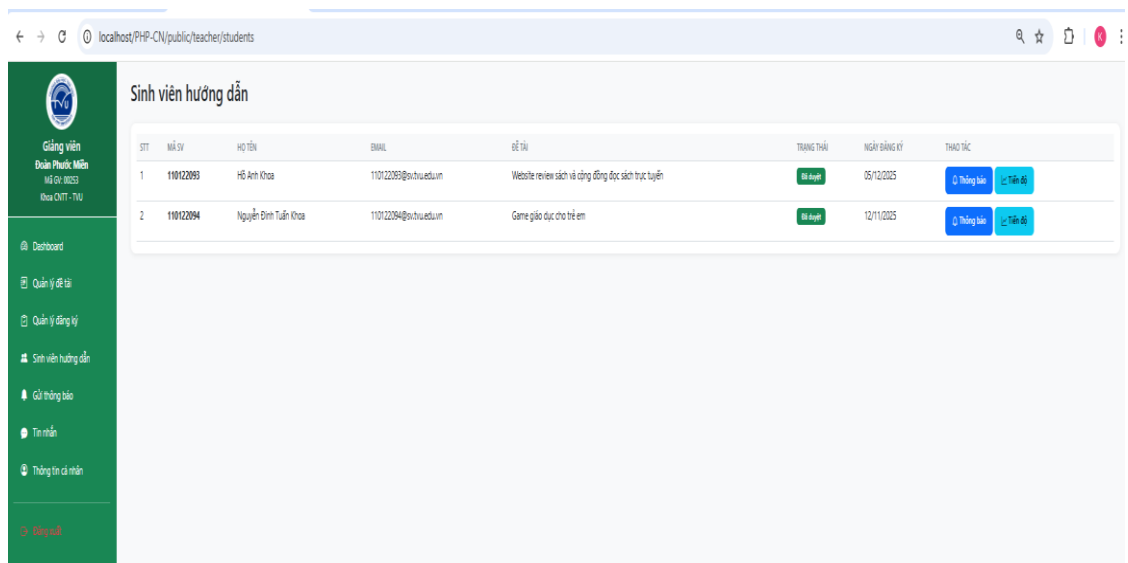 localhost/PHP-CN/public/teacher/students
K
TVU
Giảng viên
Đoàn Phước Miền
Mã GV: 00253
Khoa CNTT - TVU
Dashboard
Quản lý đề tài
Quản lý đăng ký
Sinh viên hướng dẫn
Gửi thông báo
Tin nhắn
Thông tin cá nhân
Đăng xuất
Sinh viên hướng dẫn
STT MÃ SV HỌ TÊN EMAIL ĐỀ TÀI TRẠNG THÁI NGÀY ĐĂNG KÝ THAO TÁC
1 110122093 Hồ Anh Khoa 110122093@sv.tvu.edu.vn Website review sách và cộng đồng đọc sách trực tuyến Đã duyệt 05/12/2025 Thông báo Tiến độ
2 110122094 Nguyễn Đình Tuấn Khoa 110122094@sv.tvu.edu.vn Game giáo dục cho trẻ em Đã duyệt 12/11/2025 Thông báo Tiến độ